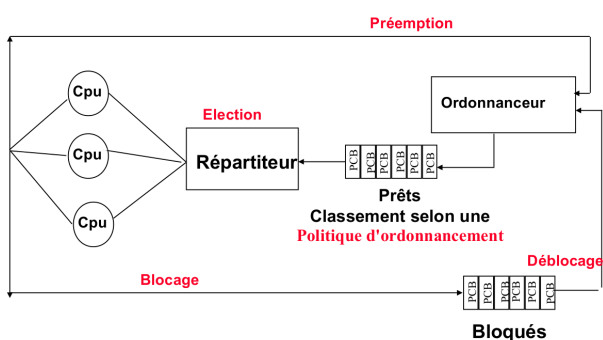 Préemption
Cpu
Ordonnanceur
Election
Cpu
Répartiteur
PCB PCB PCB PCB PCB PCB
Prêts
Classement selon une
Politique d'ordonnancement
Cpu
Déblocage
Blocage
PCB PCB PCB PCB PCB PCB
Bloqués